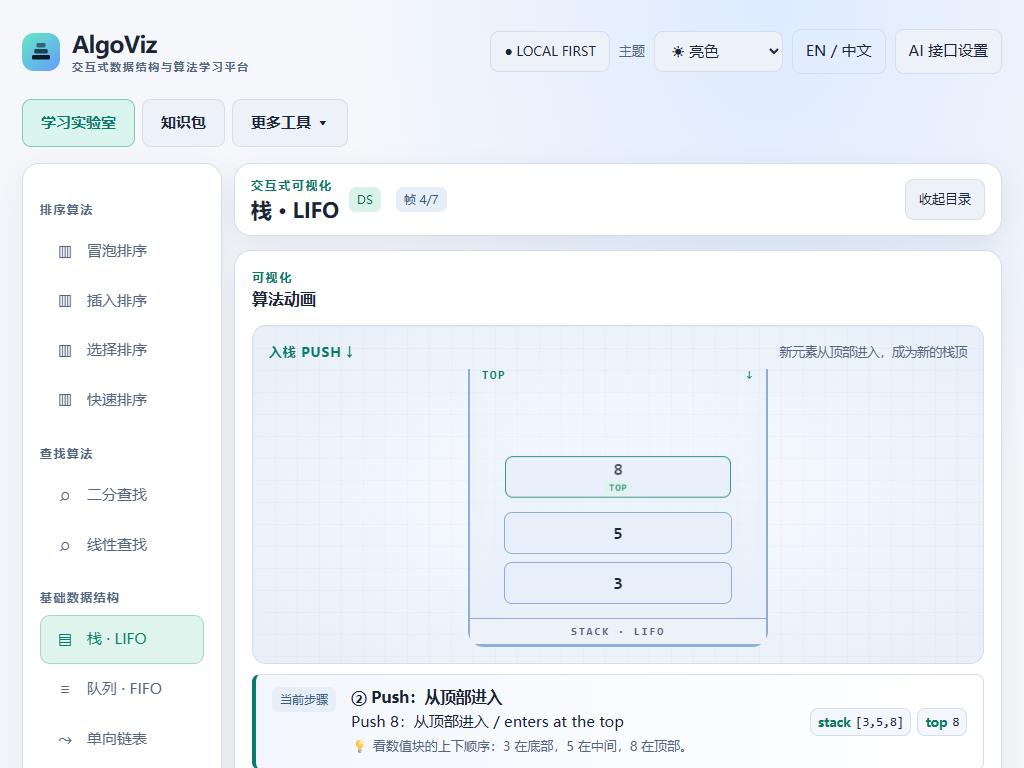 AlgoViz
交互式数据结构与算法学习平台
● LOCAL FIRST
主题
☀ 亮色
EN / 中文
AI 接口设置
学习实验室
知识包
更多工具 ▼
排序算法
▥ 冒泡排序
▥ 插入排序
▥ 选择排序
▥ 快速排序
查找算法
⌕ 二分查找
⌕ 线性查找
基础数据结构
▤ 栈 · LIFO
≡ 队列 · FIFO
⤳ 单向链表
交互式可视化
栈 · LIFO
DS
帧 4/7
收起目录
可视化
算法动画
入栈 PUSH ↓
新元素从顶部进入，成为新的栈顶
TOP ↓
8
TOP
5
3
STACK · LIFO
当前步骤
② Push：从顶部进入
Push 8：从顶部进入 / enters at the top
💡 看数值块的上下顺序：3 在底部，5 在中间，8 在顶部。
stack [3,5,8]
top 8